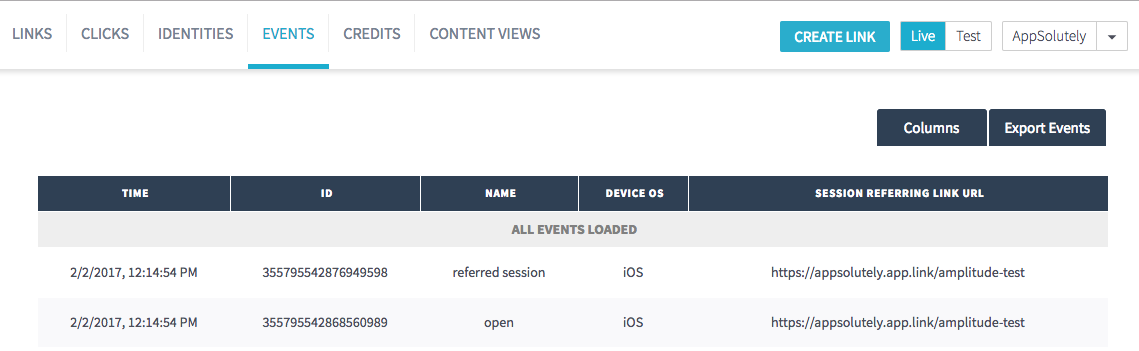 LINKS CLICKS IDENTITIES EVENTS CREDITS CONTENT VIEWS CREATE LINK Live Test AppSolutely
Columns Export Events
TIME ID NAME DEVICE OS SESSION REFERRING LINK URL
ALL EVENTS LOADED
2/2/2017, 12:14:54 PM 355795542876949598 referred session iOS https://appsolutely.app.link/amplitude-test
2/2/2017, 12:14:54 PM 355795542868560989 open iOS https://appsolutely.app.link/amplitude-test